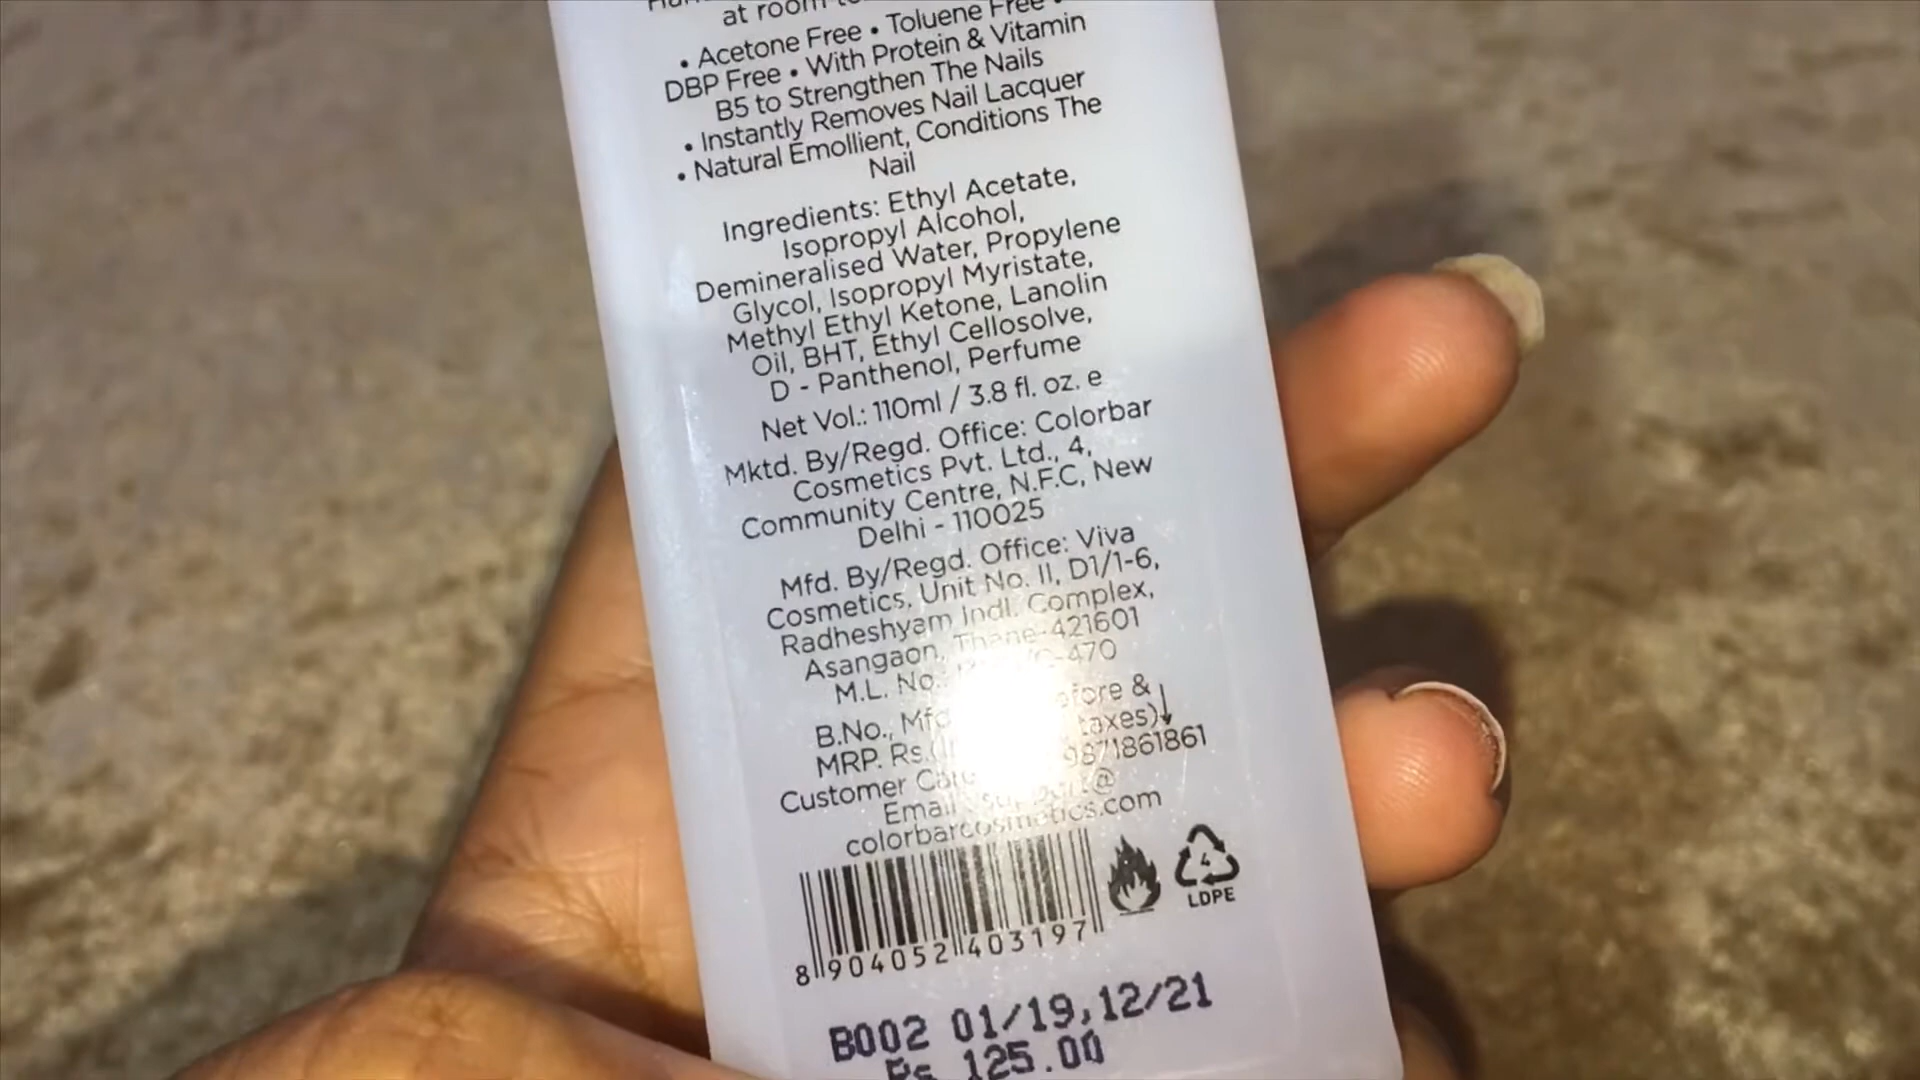 at room
• Acetone Free • Toluene Free •
DBP Free • With Protein & Vitamin
B5 to Strengthen The Nails
• Instantly Removes Nail Lacquer
• Natural Emollient, Conditions The
Nail
Ingredients: Ethyl Acetate,
Isopropyl Alcohol,
Demineralised Water, Propylene
Glycol, Isopropyl Myristate,
Methyl Ethyl Ketone, Lanolin
Oil, BHT, Ethyl Cellosolve,
D - Panthenol, Perfume
Net Vol.: 110ml / 3.8 fl. oz. e
Mktd. By/Regd. Office: Colorbar
Cosmetics Pvt. Ltd., 4,
Community Centre, N.F.C, New
Delhi - 110025
Mfd. By/Regd. Office: Viva
Cosmetics, Unit No. II, D1/1-6,
Radheshyam Indl. Complex,
Asangaon, Thane-421601
M.L. No. -470
B.No., Mfd &
MRP. Rs. taxes)↓
Customer Care 9871861861
Email @
colorbarcosmetics.com
8 904052 403197
LDPE
4
B002 01/19,12/21
Rs 125.00